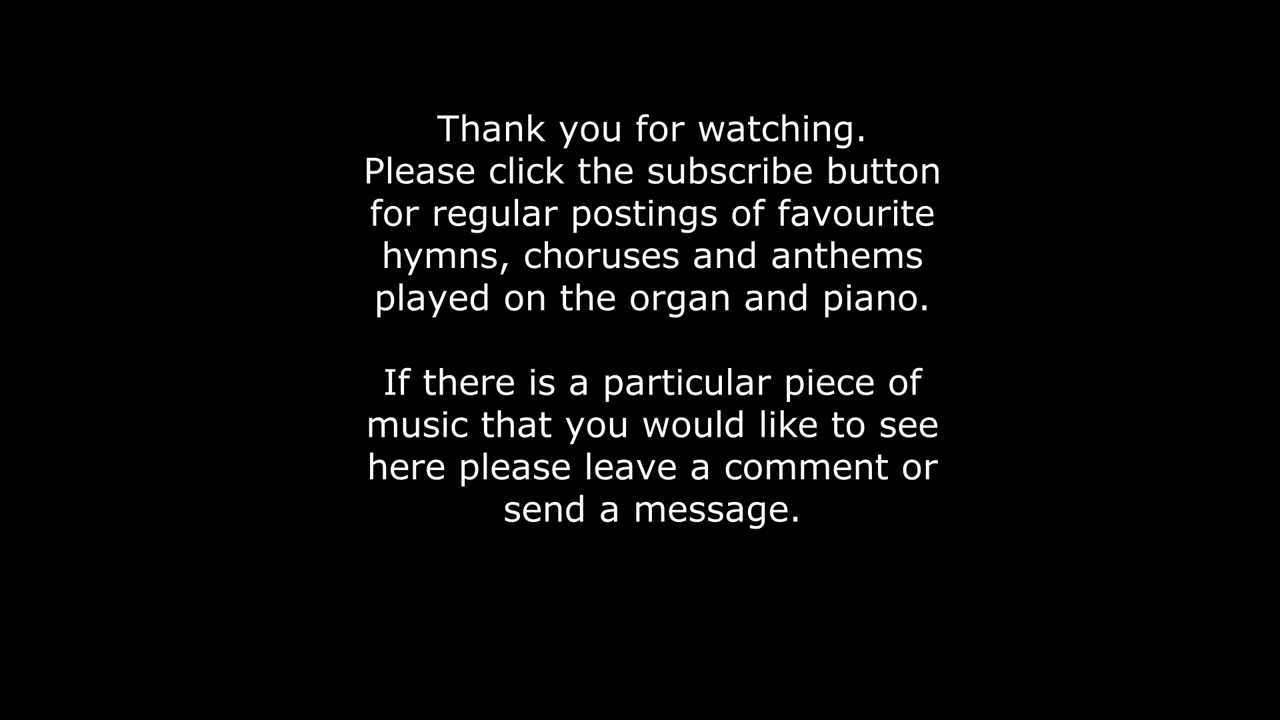 Thank you for watching.
Please click the subscribe button
for regular postings of favourite
hymns, choruses and anthems
played on the organ and piano.
If there is a particular piece of
music that you would like to see
here please leave a comment or
send a message.